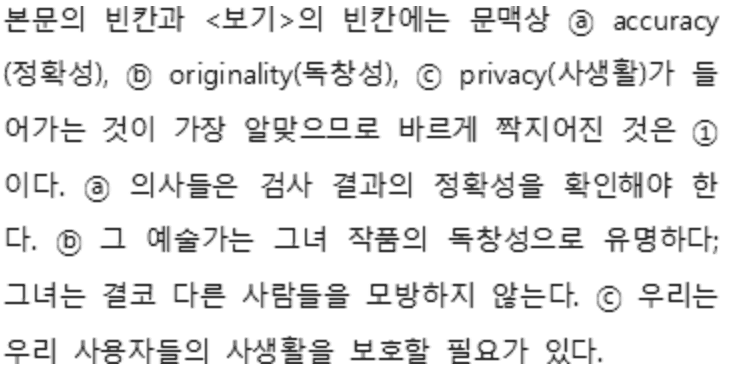 본문의 빈칸과 <보기>의 빈칸에는 문맥상 ⓐ accuracy
(정확성), ⓑ originality(독창성), ⓒ privacy(사생활)가 들
어가는 것이 가장 알맞으므로 바르게 짝지어진 것은 ①
이다. ⓐ 의사들은 검사 결과의 정확성을 확인해야 한
다. ⓑ 그 예술가는 그녀 작품의 독창성으로 유명하다;
그녀는 결코 다른 사람들을 모방하지 않는다. ⓒ 우리는
우리 사용자들의 사생활을 보호할 필요가 있다.